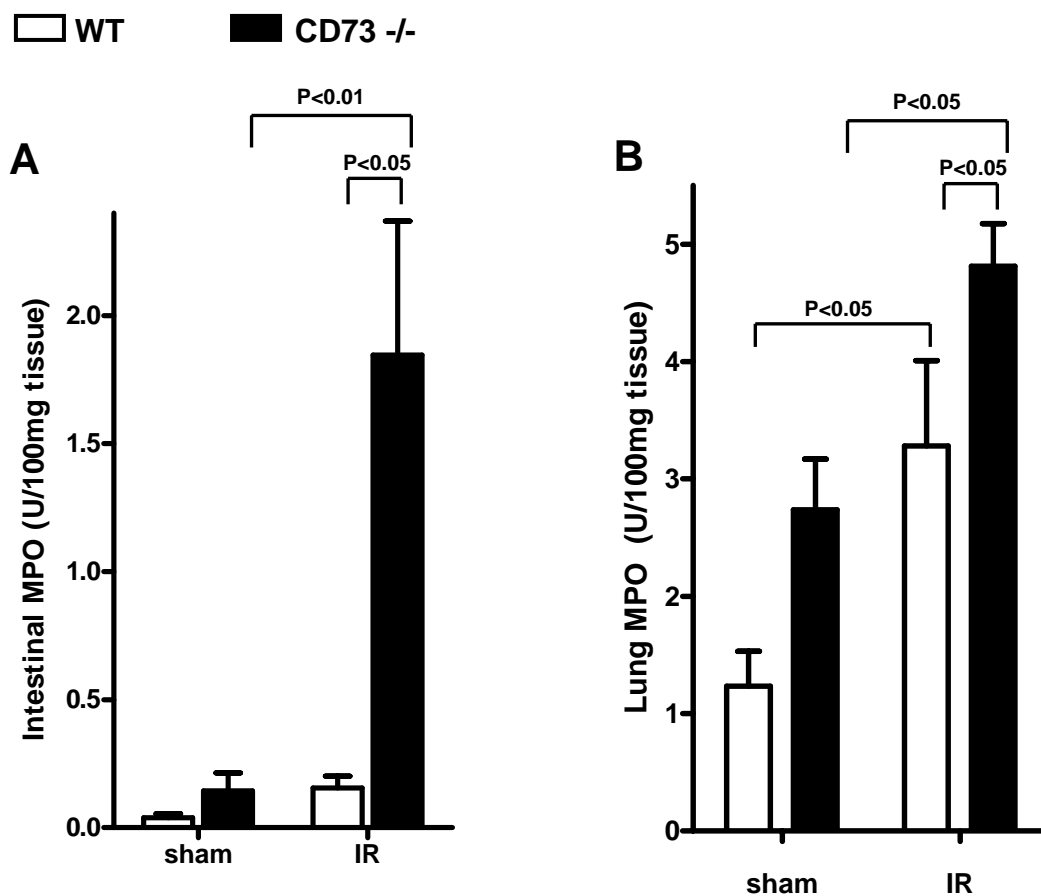 WT CD73 -/-
A
P<0.01
P<0.05
Intestinal MPO (U/100mg tissue)
2.0
1.5
1.0
0.5
0.0
sham IR
B
P<0.05
P<0.05
P<0.05
Lung MPO (U/100mg tissue)
5
4
3
2
1
0
sham IR